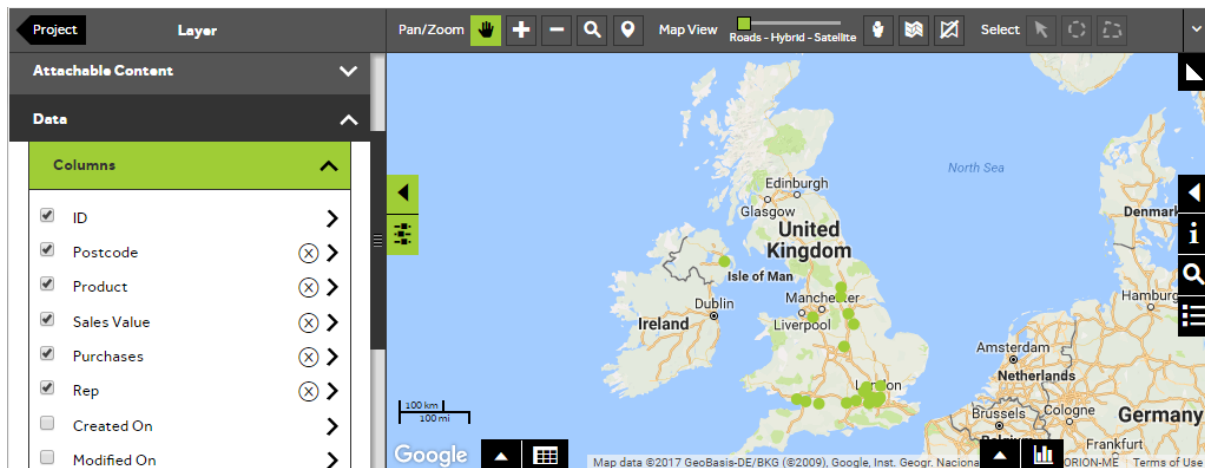 Project
Layer
Pan/Zoom
Map View
Roads - Hybrid - Satellite
Select
Attachable Content
Data
Columns
ID
Postcode
Product
Sales Value
Purchases
Rep
Created On
Modified On
North Sea
Edinburgh
Glasgow
United
Kingdom
Denmark
Isle of Man
Dublin
Manchester
Hamburg
Ireland
Liverpool
Amsterdam
Netherlands
London
100 km
100 mi
Brussels
Cologne
Germany
Belgium
Frankfurt
Google
Map data ©2017 GeoBasis-DE/BKG (©2009), Google, Inst. Geogr. Naciona
ORION-ME
Terms of Use